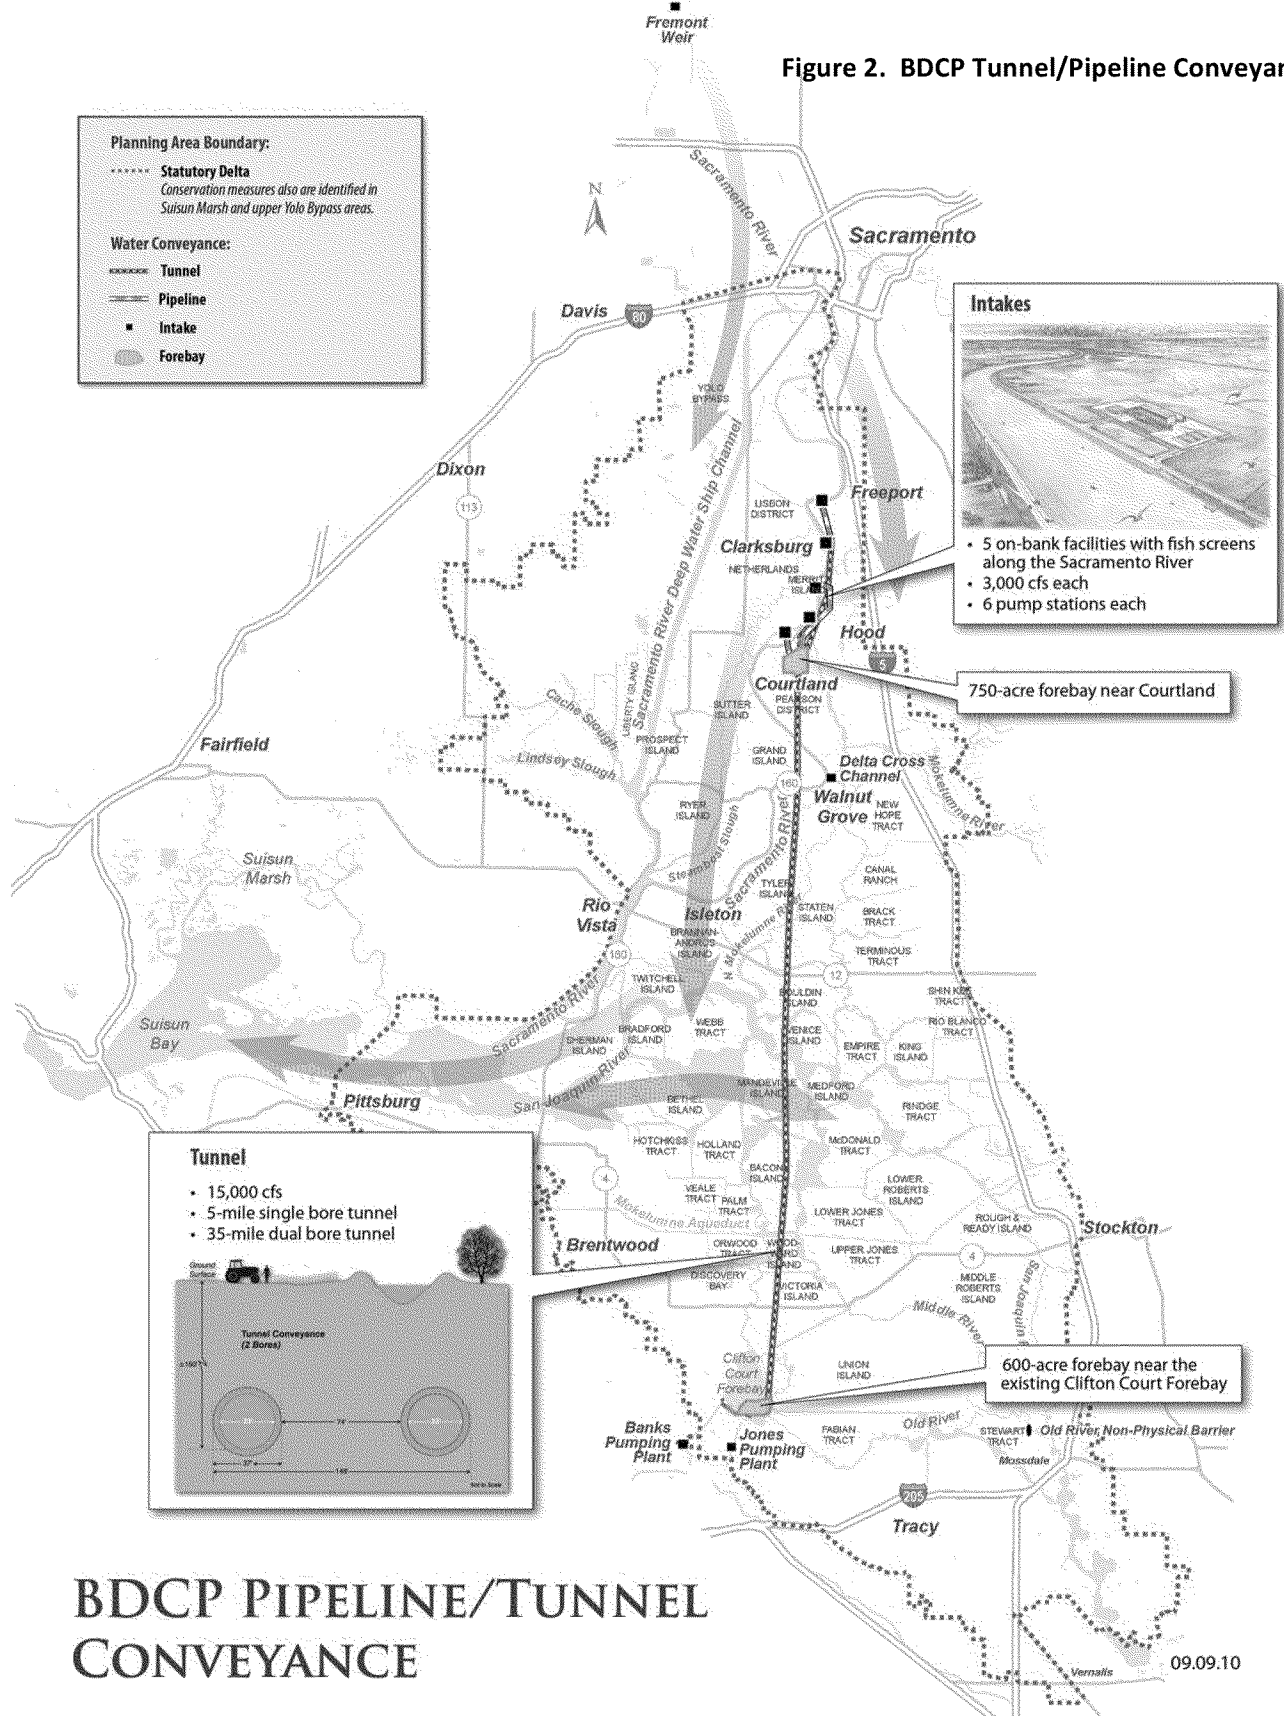 Fremont
Weir
Figure 2. BDCP Tunnel/Pipeline Conveyan
Planning Area Boundary:
Statutory Delta
Conservation measures also are identified in
Suisun Marsh and upper Yolo Bypass areas.
Water Conveyance:
Tunnel
Pipeline
Intake
Forebay
N
Sacramento River
Sacramento
Davis
80
Intakes
5 on-bank facilities with fish screens
along the Sacramento River
3,000 cfs each
6 pump stations each
YOLO
BYPASS
Sacramento River Deep Water Ship Channel
Dixon
113
LISBON
DISTRICT
Freeport
Clarksburg
NETHERLANDS
MERRITT
ISLAND
Hood
5
750-acre forebay near Courtland
Courtland
PEARSON
DISTRICT
SUTTER
ISLAND
LIBERTY ISLAND
Cache Slough
PROSPECT
ISLAND
Lindsey Slough
Fairfield
GRAND
ISLAND
Delta Cross
Channel
Mokelumne River
160
Walnut
Grove
NEW
HOPE
TRACT
RYER
ISLAND
Steamboat Slough
Sacramento River
Suisun
Marsh
CANAL
RANCH
TYLER
ISLAND
STATEN
ISLAND
BRACK
TRACT
Rio
Vista
Isleton
N Mokelumne River
BRANNAN-
ANDRUS
ISLAND
TERMINOUS
TRACT
160
12
TWITCHELL
ISLAND
BOULDIN
ISLAND
SHIN KEE
TRACT
Suisun
Bay
Sacramento River
SHERMAN
ISLAND
BRADFORD
ISLAND
WEBB
TRACT
VENICE
ISLAND
EMPIRE
TRACT
KING
ISLAND
RIO BLANCO
TRACT
Pittsburg
San Joaquin River
BETHEL
ISLAND
MANDEVILLE
ISLAND
MEDFORD
ISLAND
RINDGE
TRACT
Tunnel
15,000 cfs
5-mile single bore tunnel
35-mile dual bore tunnel
Ground
Surface
Tunnel Conveyance
(2 Bores)
HOTCHKISS
TRACT
HOLLAND
TRACT
McDONALD
TRACT
4
BACON
ISLAND
VEALE
TRACT
PALM
TRACT
LOWER
ROBERTS
ISLAND
Mokelumne Aqueduct
LOWER JONES
TRACT
ROUGH &
READY ISLAND
Stockton
Brentwood
ORWOOD
TRACT
WOOD-
WARD
ISLAND
UPPER JONES
TRACT
4
DISCOVERY
BAY
VICTORIA
ISLAND
MIDDLE
ROBERTS
ISLAND
San Joaquin
Middle River
Clifton
Court
Forebay
UNION
ISLAND
600-acre forebay near the
existing Clifton Court Forebay
Banks
Pumping
Plant
Jones
Pumping
Plant
FABIAN
TRACT
Old River
STEWART
TRACT
Old River Non-Physical Barrier
Mossdale
205
Tracy
BDCP PIPELINE/TUNNEL
CONVEYANCE
Vernalis
09.09.10